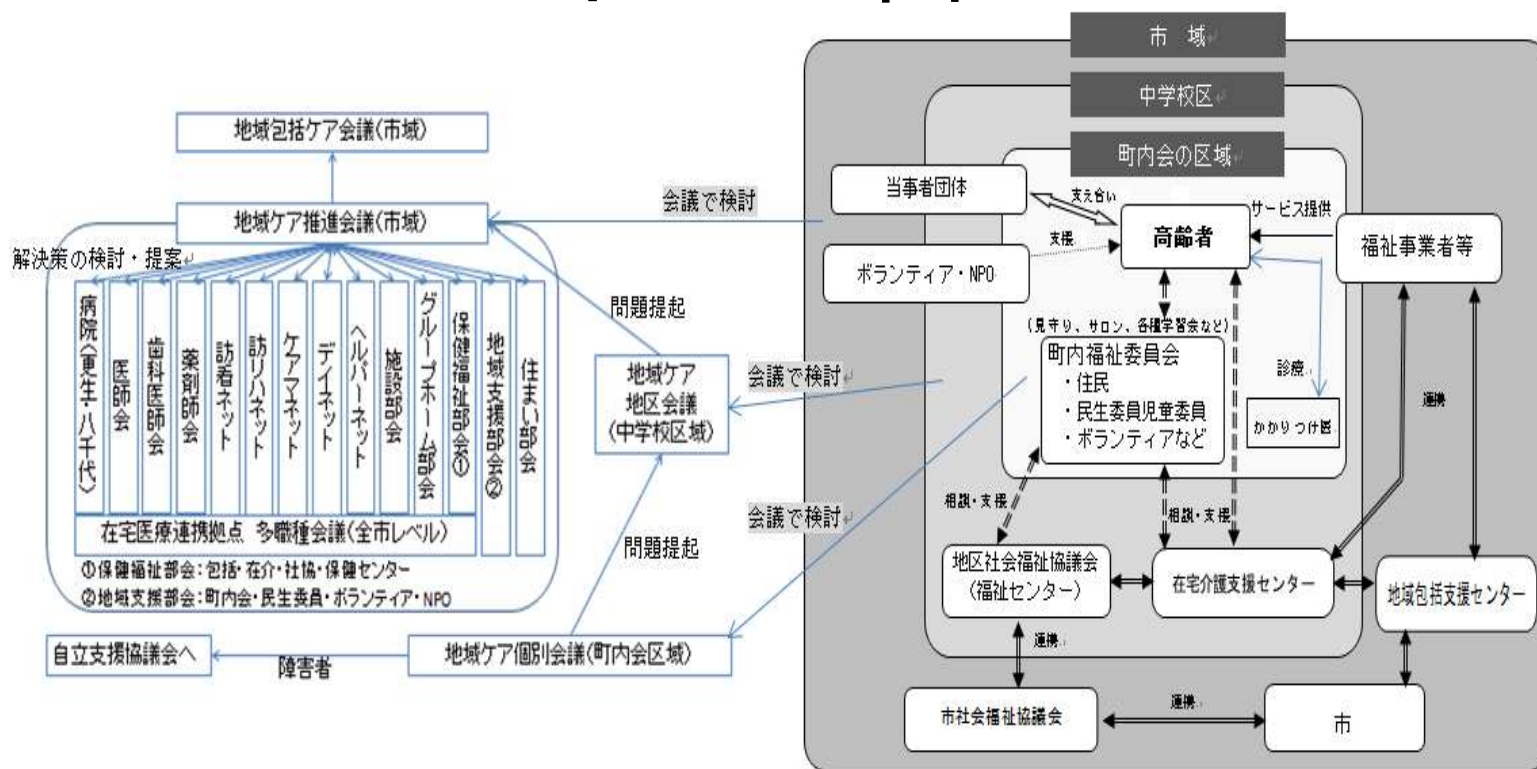 地域包括ケア会議(市域)
地域ケア推進会議(市域)
解決策の検討・提案
病院(更生・八千代)
医師会
歯科医師会
薬剤師会
訪看ネット
訪リハネット
ケアマネット
デイネット
ヘルパーネット
施設部会
グループホーム部会
保健福祉部会①
地域支援部会②
住まい部会
在宅医療連携拠点 多職種会議(全市レベル)
①保健福祉部会:包括・在介・社協・保健センター
②地域支援部会:町内会・民生委員・ボランティア・NPO
自立支援協議会へ
障害者
地域ケア個別会議(町内会区域)
問題提起
地域ケア
地区会議
(中学校区域)
問題提起
会議で検討
会議で検討
会議で検討
市 域
中学校区
町内会の区域
当事者団体
支え合い
サービス提供
高齢者
福祉事業者等
支援
ボランティア・NPO
(見守り、サロン、各種学習会など)
町内福祉委員会
・住民
・民生委員児童委員
・ボランティアなど
診療
かかりつけ医
連携
相談・支援
相談・支援
地区社会福祉協議会
(福祉センター)
在宅介護支援センター
地域包括支援センター
連携
市社会福祉協議会
連携
市